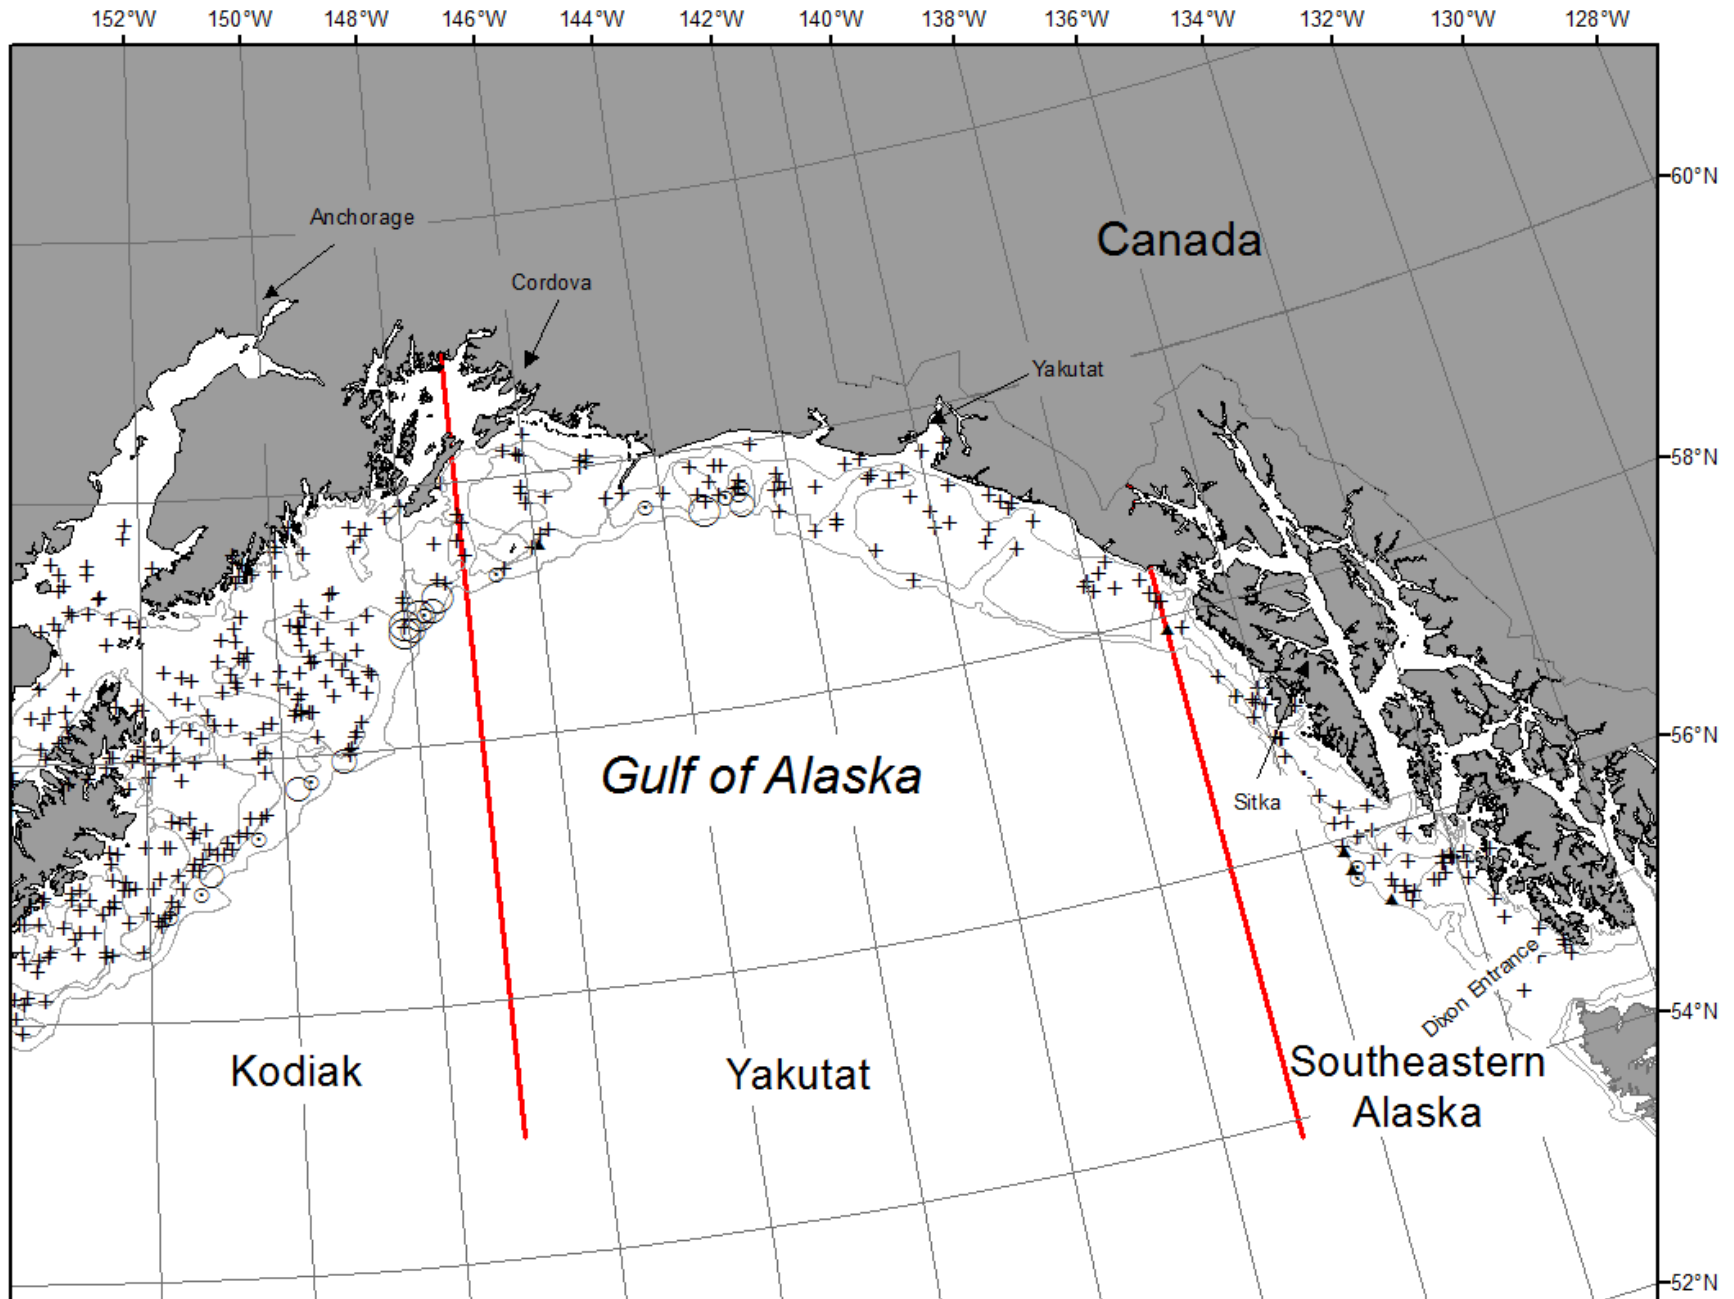 152°W 150°W 148°W 146°W 144°W 142°W 140°W 138°W 136°W 134°W 132°W 130°W 128°W
60°N
Anchorage
Canada
Cordova
Yakutat
58°N
56°N
Gulf of Alaska
Sitka
Dixon Entrance
54°N
Kodiak
Yakutat
Southeastern
Alaska
52°N